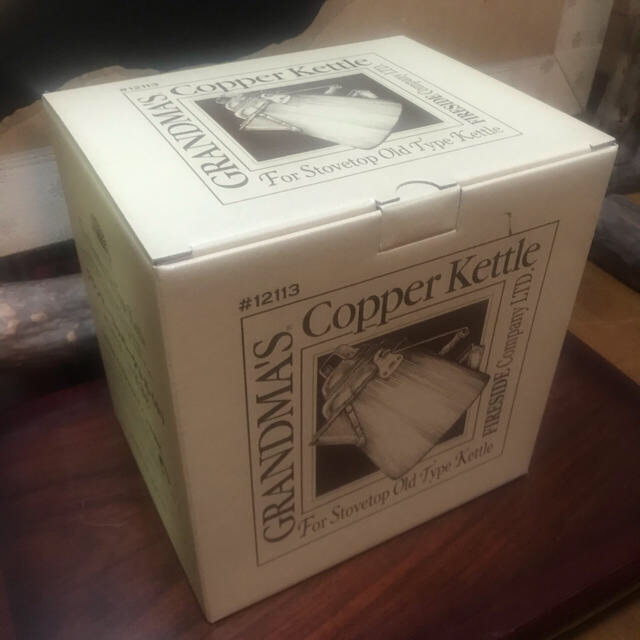 #12113
GRANDMA'S
Copper Kettle
FIRESIDE Company LTD.
For Stovetop Old Type Kettle
#12113
GRANDMA'S
Copper Kettle
FIRESIDE Company LTD.
For Stovetop Old Type Kettle